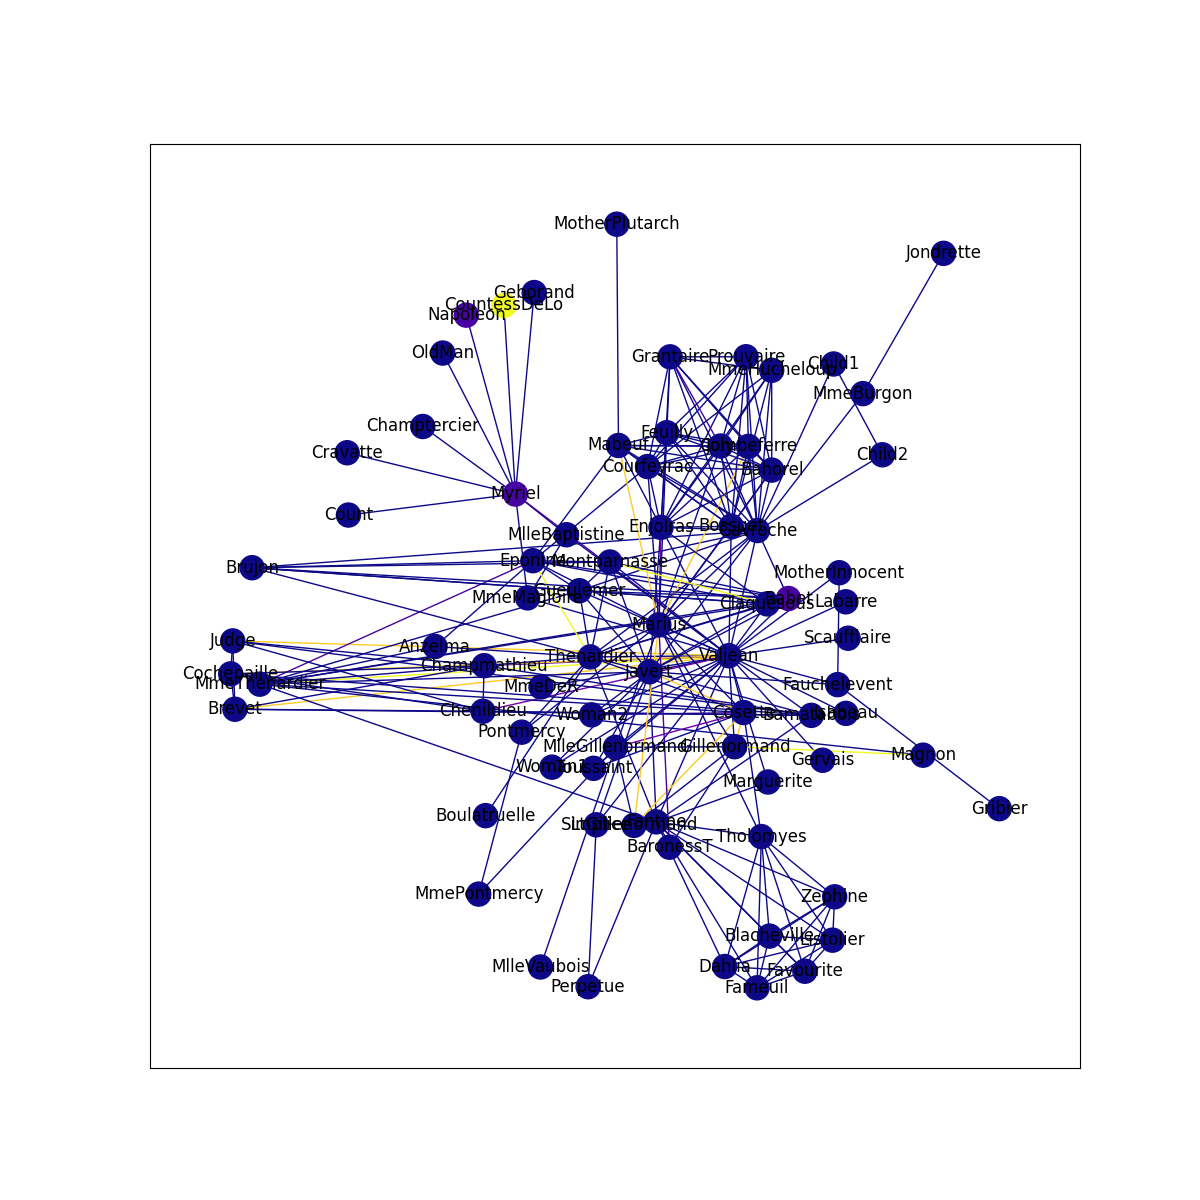 MotherPlutarch
Jondrette
Geborand
CountessDeLo
Napoleon
OldMan
Grantaire
Prouvaire
Child1
MmeHucheloup
MmeBurgon
Champtercier
Feuilly
Mabeuf
Combeferre
Cravatte
Child2
Courfeyrac
Bahorel
Myriel
Count
Enjolras
Bossuet
Gavroche
MlleBaptistine
Eponine
Montparnasse
Brujon
MotherInnocent
Gueulemer
MmeMagloire
Babet
Claquesous
Labarre
Marius
Scaufflaire
Judge
Anzelma
Thenardier
Valjean
Champmathieu
Javert
Cochepaille
MmeThenardier
MmeDeR
Fauchelevent
Brevet
Chenildieu
Woman2
Cosette
Bamatabois
Isabeau
Pontmercy
MlleGillenormand
Gillenormand
Magnon
Gervais
Woman1
Toussaint
Marguerite
Gribier
Boulatruelle
Fantine
Tholomyes
BaronessT
MmePontmercy
Zephine
Blacheville
Listolier
MlleVaubois
Dahlia
Favourite
Perpetue
Fameuil